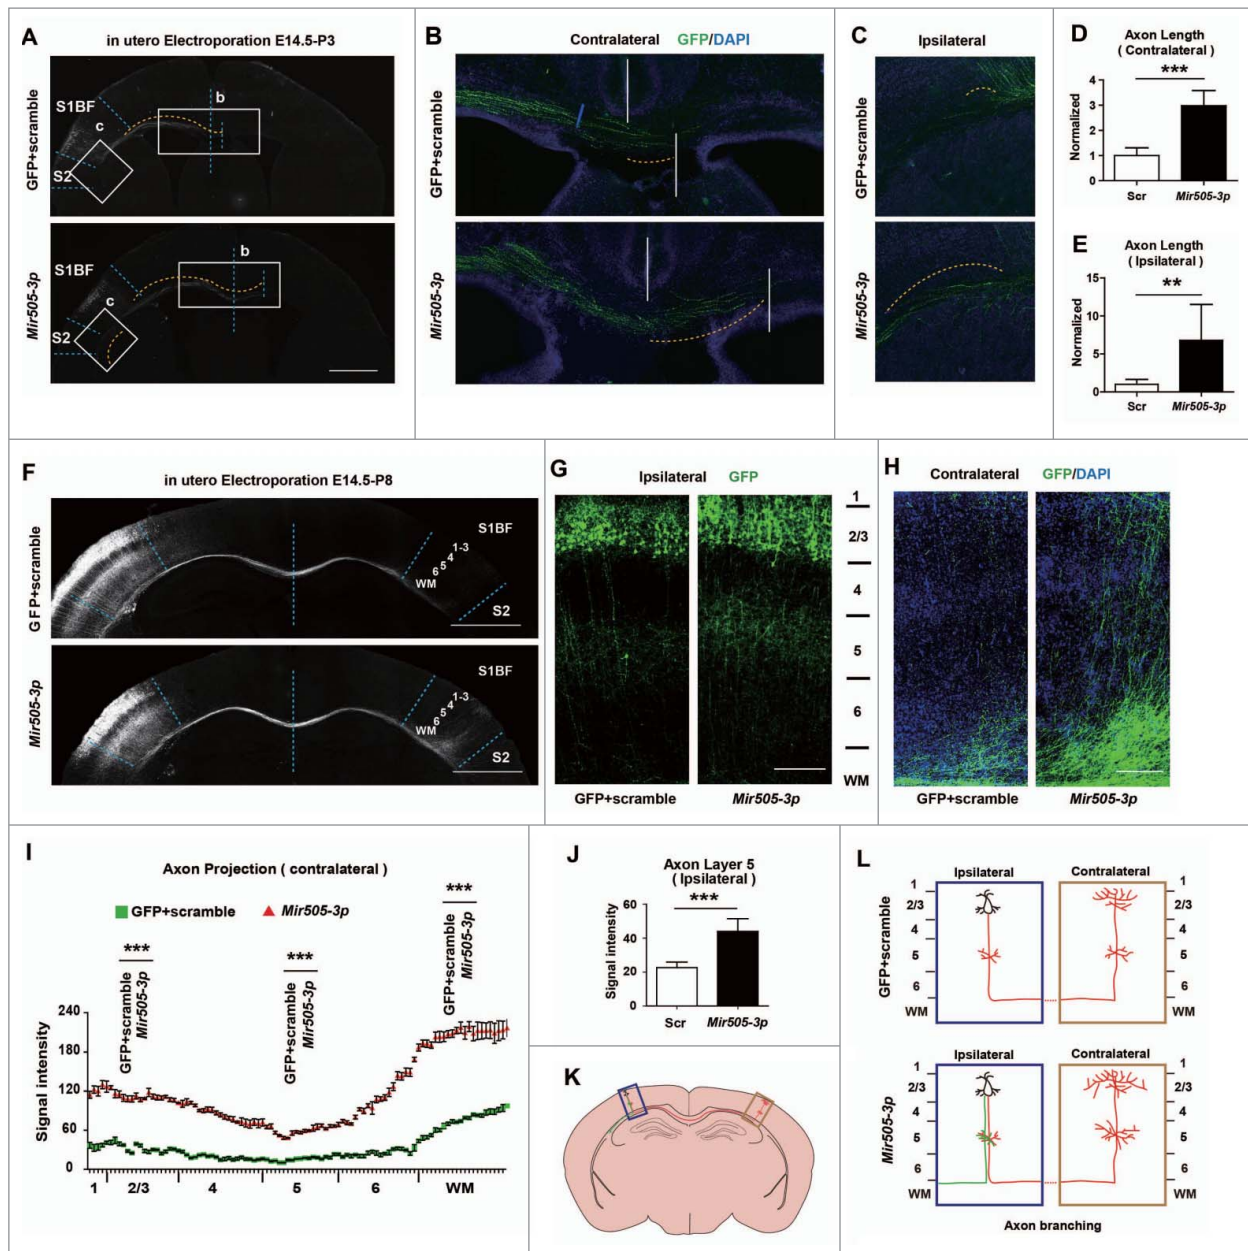 A
in utero Electroporation E14.5-P3
GFP+scramble
S1BF
c
b
S2
Mir505-3p
S1BF
c
b
S2
B
Contralateral GFP/DAPI
GFP+scramble
Mir505-3p
C
Ipsilateral
GFP+scramble
Mir505-3p
D
Axon Length
( Contralateral )
***
Normalized
4
3
2
1
0
Scr
Mir505-3p
E
Axon Length
( Ipsilateral )
**
Normalized
15
10
5
0
Scr
Mir505-3p
F
in utero Electroporation E14.5-P8
GFP+scramble
S1BF
1-3
4
5
6
WM
S2
Mir505-3p
S1BF
1-3
4
5
6
WM
S2
G
Ipsilateral GFP
1
2/3
4
5
6
WM
GFP+scramble
Mir505-3p
H
Contralateral GFP/DAPI
GFP+scramble
Mir505-3p
I
Axon Projection ( contralateral )
GFP+scramble Mir505-3p
***
GFP+scramble
Mir505-3p
***
GFP+scramble
Mir505-3p
***
GFP+scramble
Mir505-3p
Signal intensity
240
180
120
60
0
1 2/3 4 5 6 WM
J
Axon Layer 5
( Ipsilateral )
***
Signal intensity
60
40
20
0
Scr
Mir505-3p
K
L
GFP+scramble
Ipsilateral
Contralateral
1
2/3
4
5
6
WM
1
2/3
4
5
6
WM
Mir505-3p
Ipsilateral
Contralateral
1
2/3
4
5
6
WM
1
2/3
4
5
6
WM
Axon branching